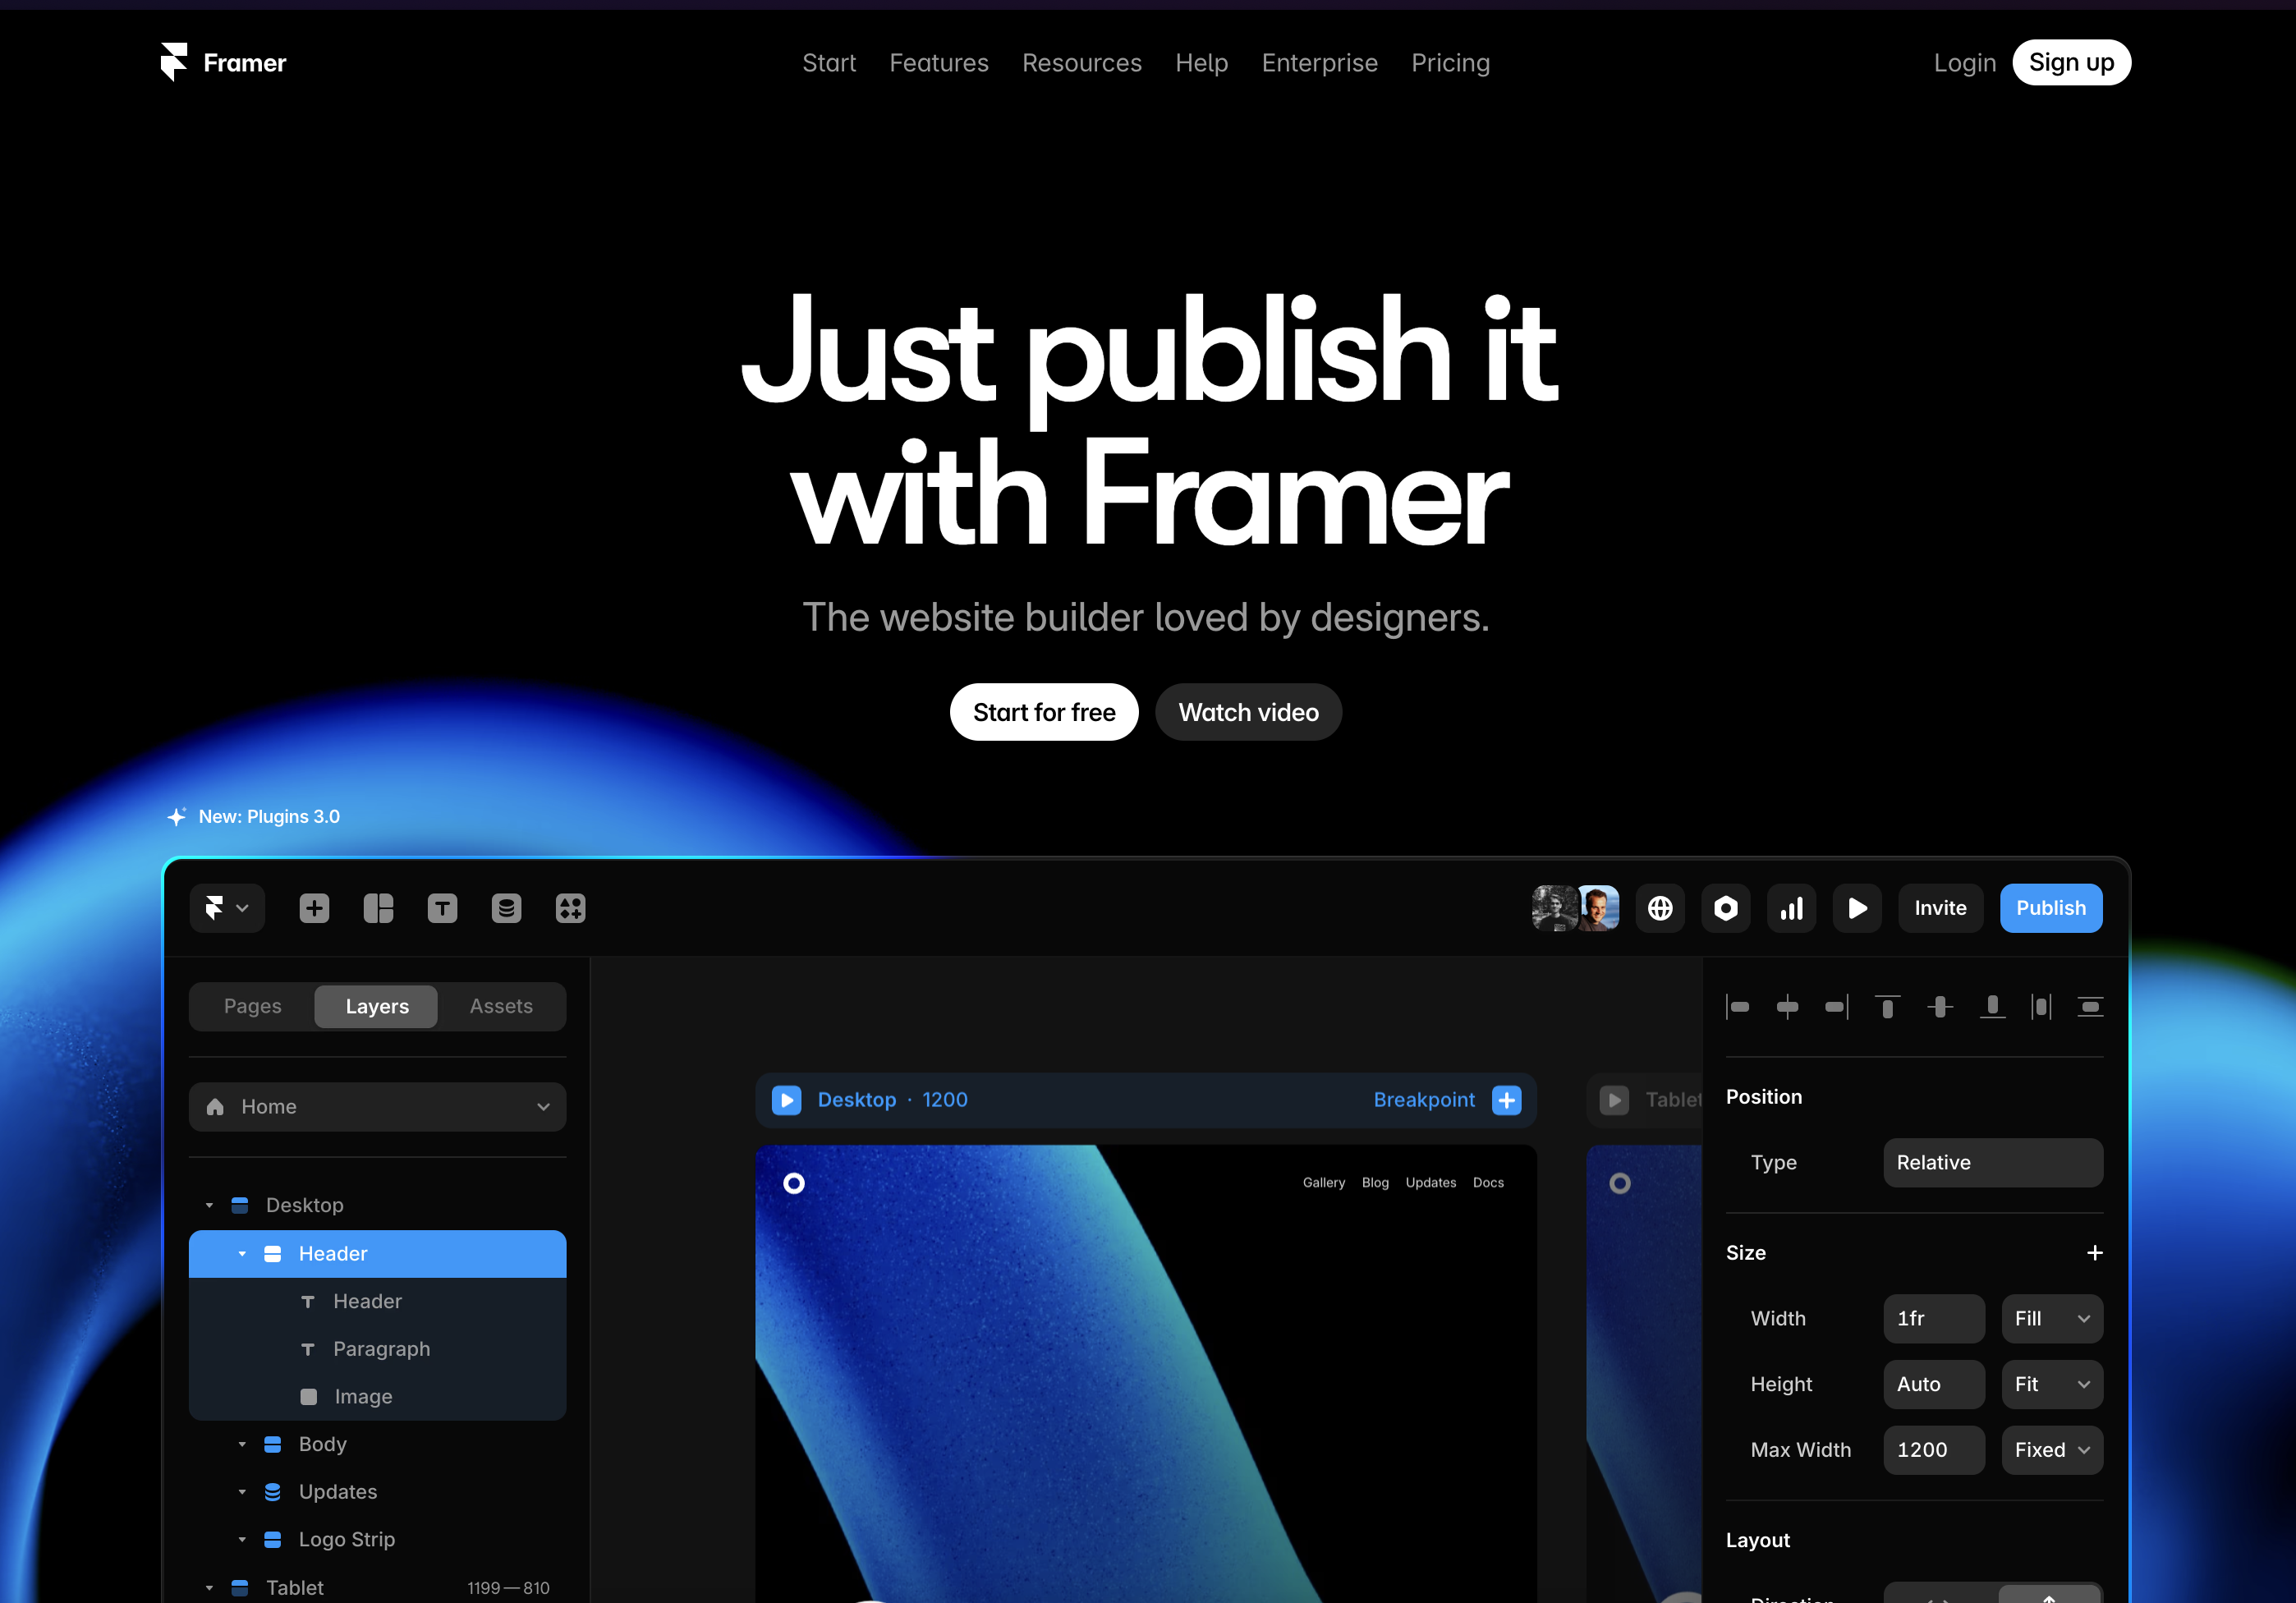 Framer
Start Features Resources Help Enterprise Pricing
Login Sign up
Just publish it
with Framer
The website builder loved by designers.
Start for free Watch video
New: Plugins 3.0
Invite Publish
Pages Layers Assets
Home
Desktop
Header
Header
Paragraph
Image
Body
Updates
Logo Strip
Tablet 1199 — 810
Desktop · 1200 Breakpoint
Gallery Blog Updates Docs
Tablet
Position
Type Relative
Size
Width 1fr Fill
Height Auto Fit
Max Width 1200 Fixed
Layout